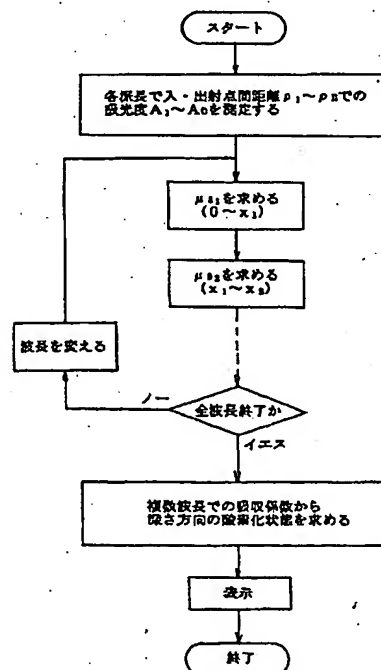 スタート
各波長で入・出射点間距離ρ₁~ρnでの
吸光度A₁~Anを測定する
μa₁を求める
(0~x₁)
μa₂を求める
(x₁~x₂)
波長を変える
ノー
全波長終了か
イエス
複数波長での吸収係数から
深さ方向の酸素化状態を求める
表示
終了